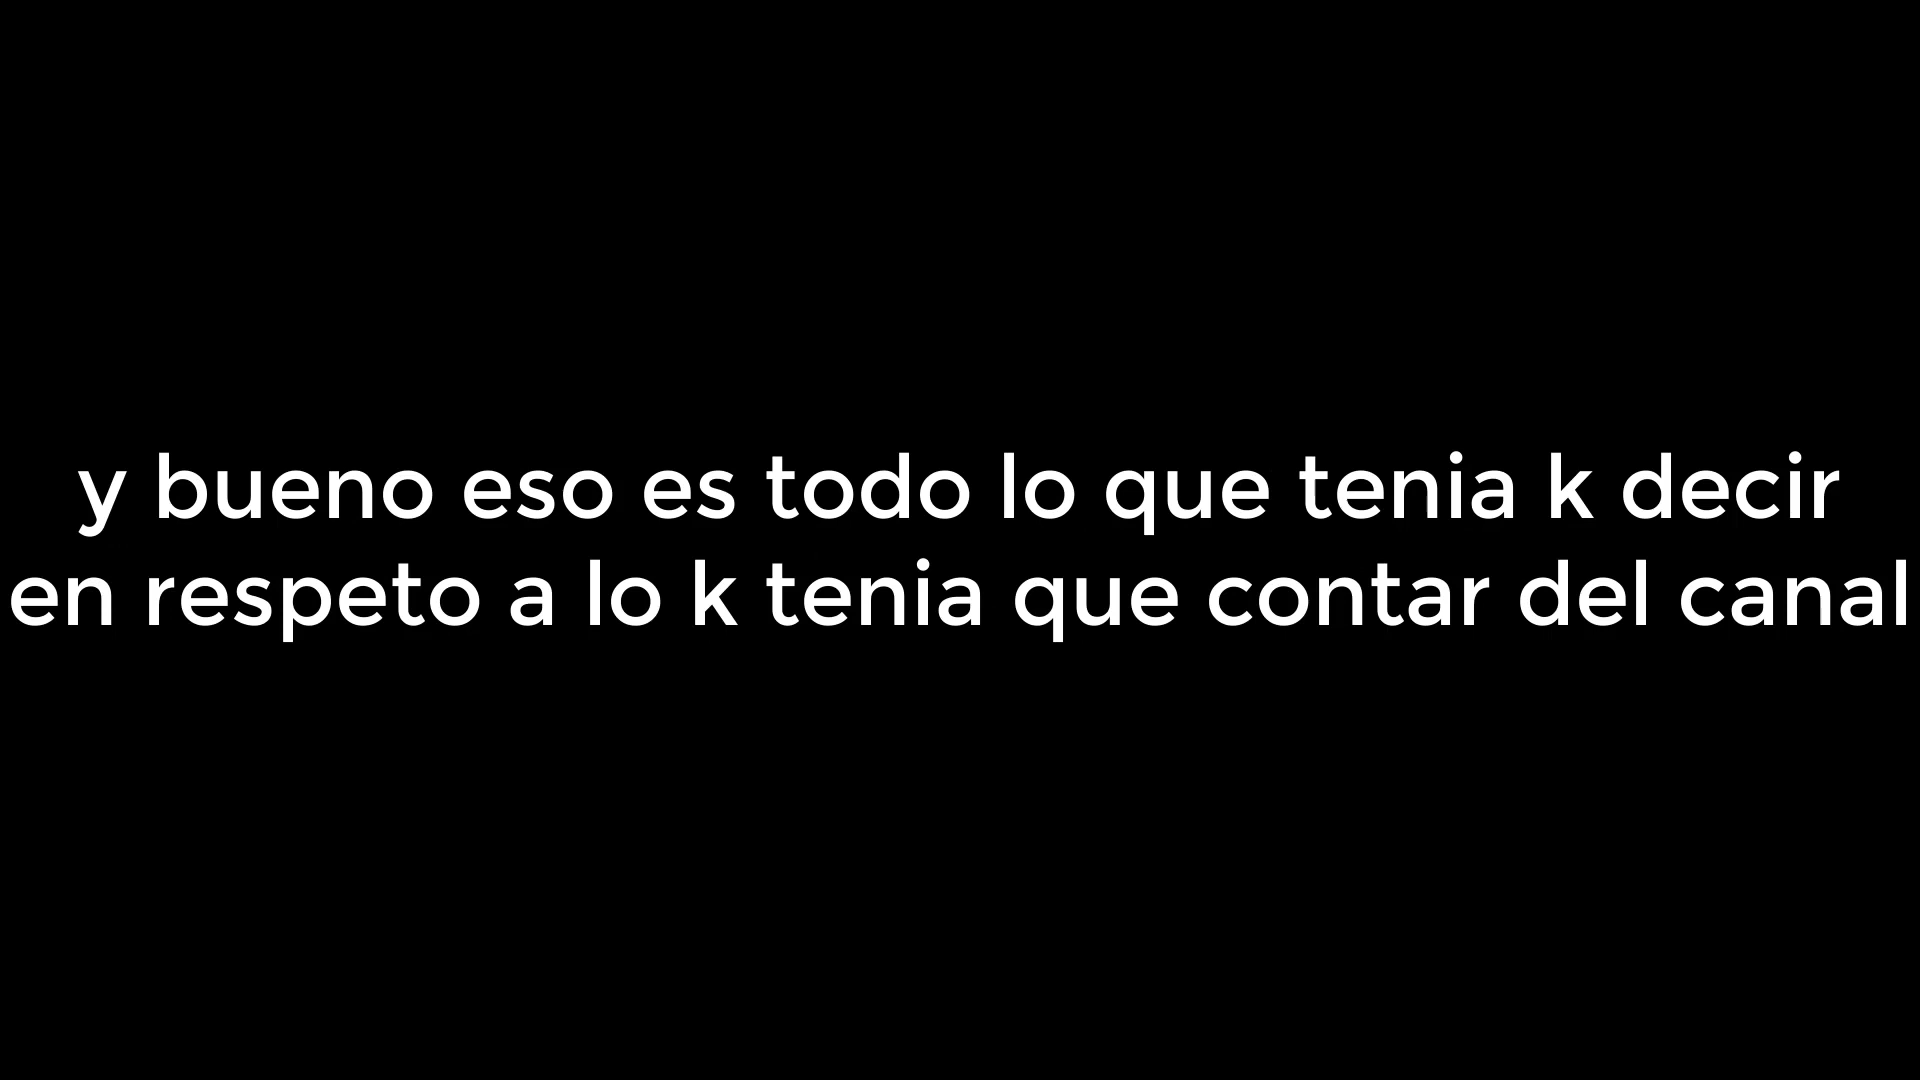 y bueno eso es todo lo que tenia k decir
en respeto a lo k tenia que contar del canal